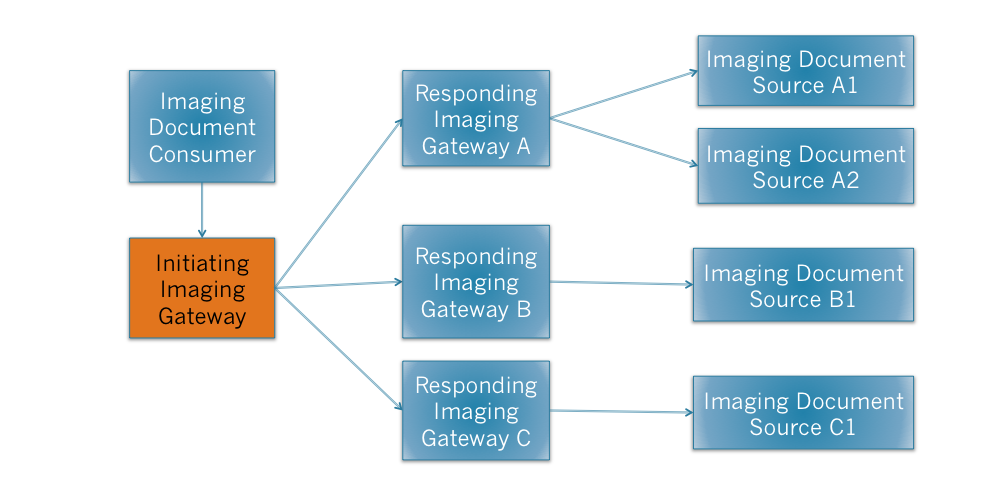 Imaging
Document
Consumer
Initiating
Imaging
Gateway
Responding
Imaging
Gateway A
Responding
Imaging
Gateway B
Responding
Imaging
Gateway C
Imaging Document
Source A1
Imaging Document
Source A2
Imaging Document
Source B1
Imaging Document
Source C1